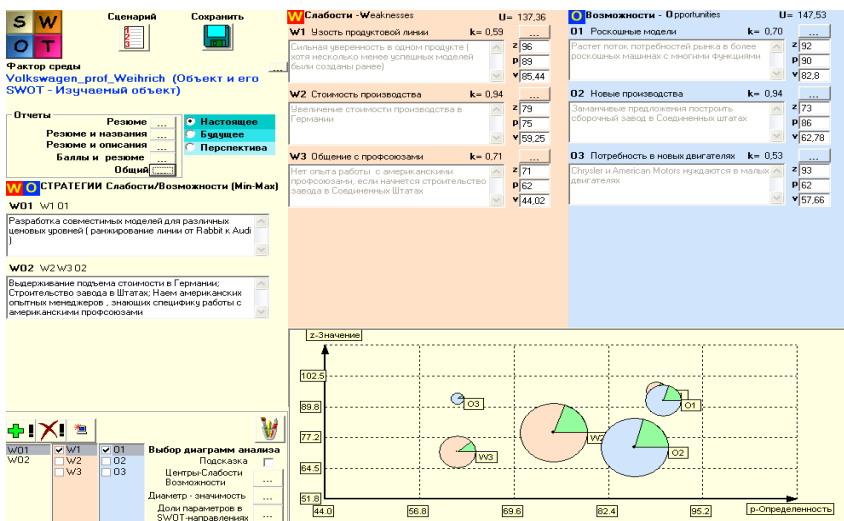 S W
O T
Сценарий
Сохранить
Фактор среды
...
Volkswagen_prof_Weihrich (Объект и его
SWOT - Изучаемый объект)
Отчеты
Резюме ...
Резюме и названия ...
Резюме и описания ...
Баллы и резюме ...
Общий ...
Настоящее
Будущее
Перспектива
W O СТРАТЕГИИ Слабости/Возможности (Min-Max)
WO1 W1 O1
Разработка совместимых моделей для различных
ценовых уровней ( ранжирование линии от Rabbit к Audi
)
WO2 W2 W3 O2
Выдерживание подъема стоимости в Германии;
Строительство завода в Штатах; Наем американских
опытных менеджеров , знающих специфику работы с
американскими профсоюзами
W Слабости -Weaknesses U= 137,36
W1 Узость продуктовой линии k= 0,59 ...
Сильная уверенность в одном продукте (
хотя несколько менее успешных моделей
были созданы ранее)
z 96
p 89
v 85,44
W2 Стоимость производства k= 0,94 ...
Увеличение стоимости производства в
Германии
z 79
p 75
v 59,25
W3 Общение с профсоюзами k= 0,71 ...
Нет опыта работы с американскими
профсоюзами, если начнется строительство
завода в Соединенных Штатах
z 71
p 62
v 44,02
O Возможности - Opportunities U= 147,53
O1 Роскошные модели k= 0,70 ...
Растет поток потребностей рынка в более
роскошных машинах с многими функциями
z 92
p 90
v 82,8
O2 Новые производства k= 0,94 ...
Заманчивые предложения построить
сборочный завод в Соединенных штатах
z 73
p 86
v 62,78
O3 Потребность в новых двигателях k= 0,53 ...
Chrysler и American Motors нуждаются в малых
двигателях
z 93
p 62
v 57,66
z-Значение
102.5
89.8
77.2
64.5
51.8
44.0 56.8 69.6 82.4 95.2
p-Определенность
O3
O1
W2
W3
O2
WO1
WO2
W1
W2
W3
O1
O2
O3
Выбор диаграмм анализа
Подсказка
Центры-Слабости
Возможности ...
Диаметр - значимость ...
Доли параметров в
SWOT-направлениях ...